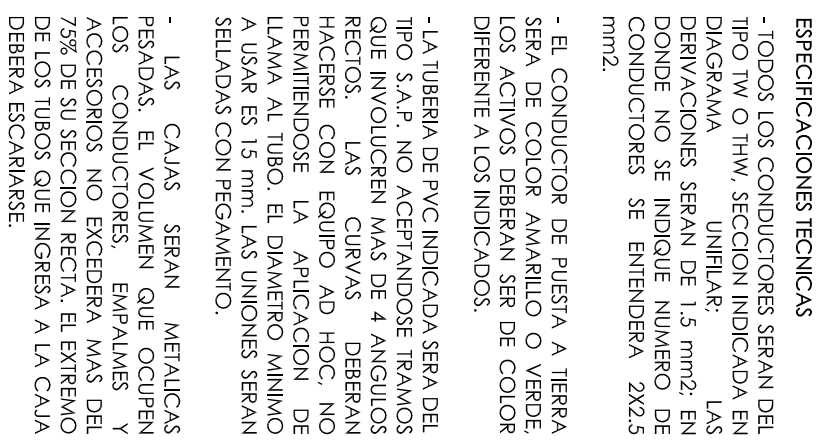 ESPECIFICACIONES TECNICAS
- TODOS LOS CONDUCTORES SERAN DEL
TIPO TW O THW, SECCION INDICADA EN
DIAGRAMA UNIFILAR; LAS
DERIVACIONES SERAN DE 1.5 mm2; EN
DONDE NO SE INDIQUE NUMERO DE
CONDUCTORES SE ENTENDERA 2X2.5
mm2.
- EL CONDUCTOR DE PUESTA A TIERRA
SERA DE COLOR AMARILLO O VERDE,
LOS ACTIVOS DEBERAN SER DE COLOR
DIFERENTE A LOS INDICADOS.
- LA TUBERIA DE PVC INDICADA SERA DEL
TIPO S.A.P. NO ACEPTANDOSE TRAMOS
QUE INVOLUCREN MAS DE 4 ANGULOS
RECTOS. LAS CURVAS DEBERAN
HACERSE CON EQUIPO AD HOC, NO
PERMITIENDOSE LA APLICACION DE
LLAMA AL TUBO. EL DIAMETRO MINIMO
A USAR ES 15 mm. LAS UNIONES SERAN
SELLADAS CON PEGAMENTO.
- LAS CAJAS SERAN METALICAS
PESADAS. EL VOLUMEN QUE OCUPEN
LOS CONDUCTORES, EMPALMES Y
ACCESORIOS NO EXCEDERA MAS DEL
75% DE SU SECCION RECTA. EL EXTREMO
DE LOS TUBOS QUE INGRESA A LA CAJA
DEBERA ESCARIARSE.